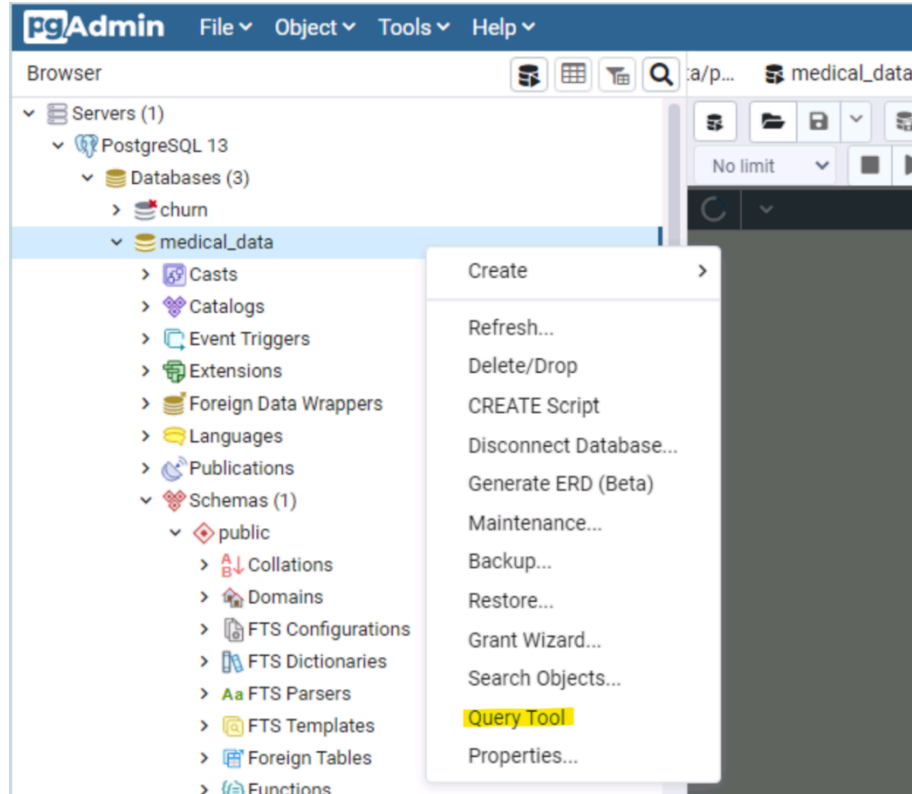 pgAdmin File Object Tools Help
Browser
ta/p... medical_data
Servers (1)
PostgreSQL 13
No limit
Databases (3)
churn
medical_data
Casts
Catalogs
Event Triggers
Extensions
Foreign Data Wrappers
Languages
Publications
Schemas (1)
public
Collations
Domains
FTS Configurations
FTS Dictionaries
Aa FTS Parsers
FTS Templates
Foreign Tables
Functions
Create
Refresh...
Delete/Drop
CREATE Script
Disconnect Database...
Generate ERD (Beta)
Maintenance...
Backup...
Restore...
Grant Wizard...
Search Objects...
Query Tool
Properties...